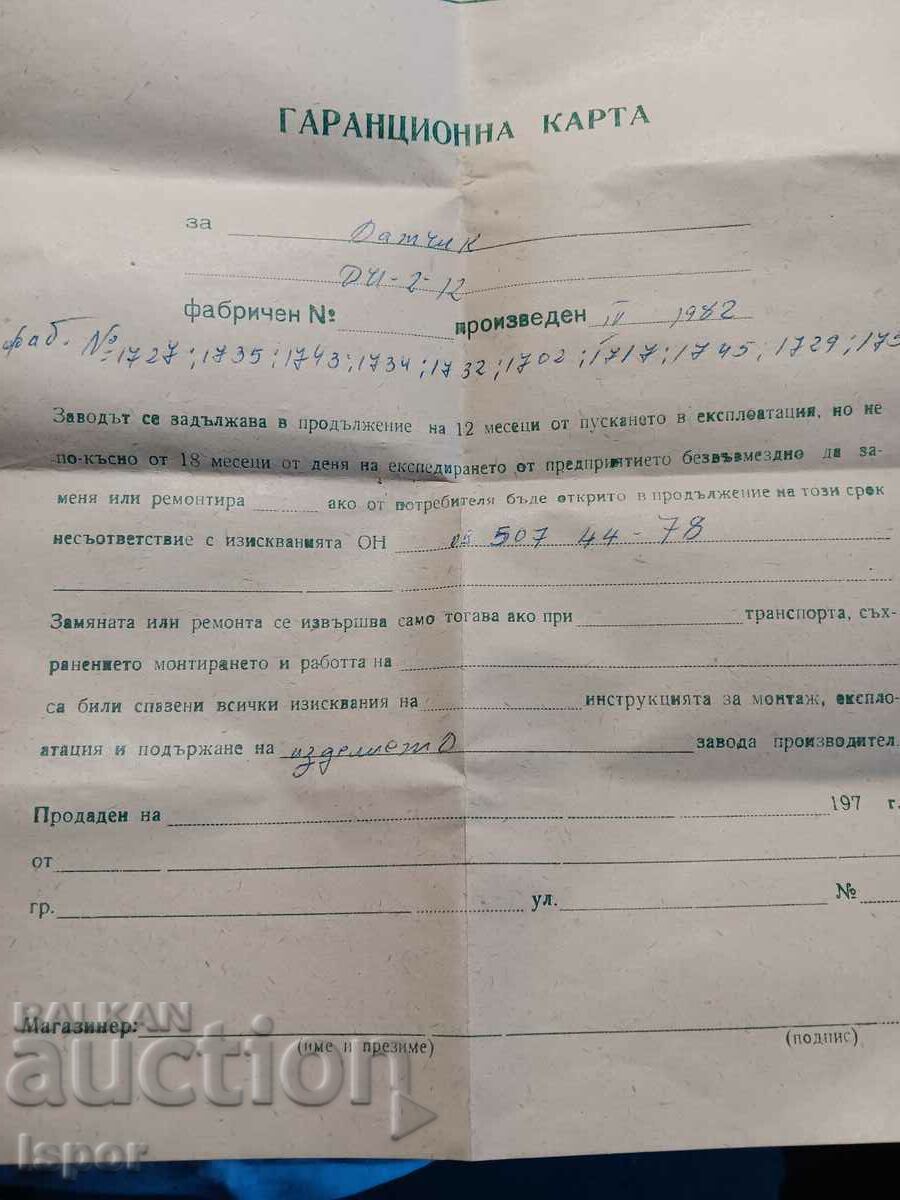 ГАРАНЦИОННА КАРТА
за Датчик
ДИ-2-12
фабричен № произведен IV 1982
фаб. № 1727; 1735; 1743; 1734; 1732; 1702; 1717; 1745; 1729; 175
Заводът се задължава в продължение на 12 месеци от пускането в експлоатация, но не
по-късно от 18 месеци от деня на експедирането от предприятието безвъзмездно да за-
меня или ремонтира ако от потребителя бъде открито в продължение на този срок
несъответствие с изискванията ОН 507 44-78
Замяната или ремонта се извършва само тогава ако при транспорта, съх-
ранението монтирането и работта на
са били спазени всички изисквания на инструкцията за монтаж, експло-
атация и подържане на изделието завода производител.
Продаден на 197 г.
от
гр. ул. №
Магазинер:
(име и презиме) (подпис)
BALKAN
auction
Ispor